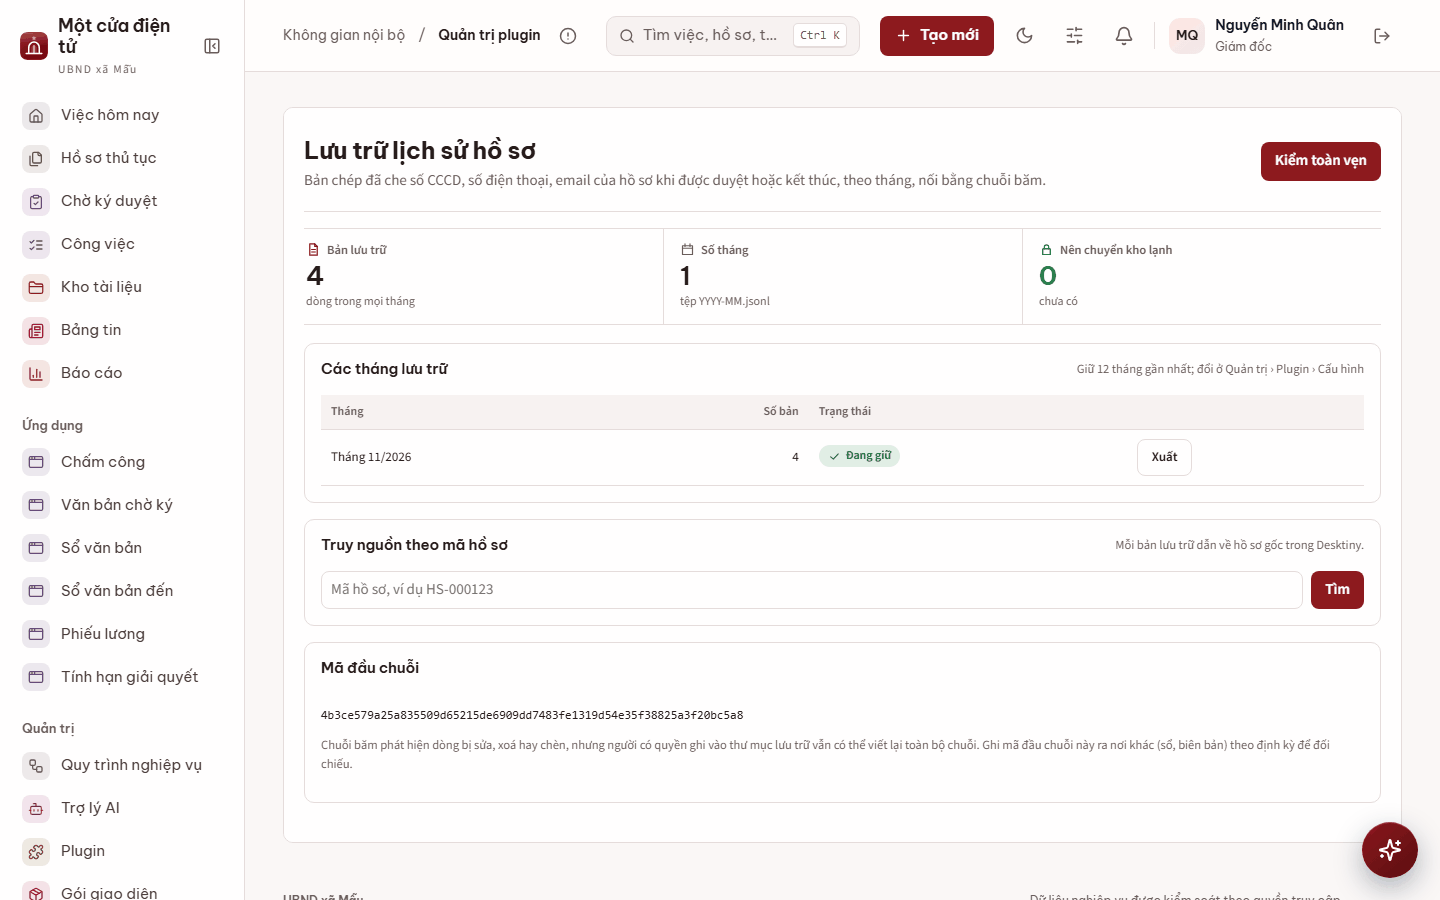 Một cửa điện tử
UBND xã Mẫu
Việc hôm nay
Hồ sơ thủ tục
Chờ ký duyệt
Công việc
Kho tài liệu
Bảng tin
Báo cáo
Ứng dụng
Chấm công
Văn bản chờ ký
Sổ văn bản
Sổ văn bản đến
Phiếu lương
Tính hạn giải quyết
Quản trị
Quy trình nghiệp vụ
Trợ lý AI
Plugin
Gói giao diện
Không gian nội bộ / Quản trị plugin
Tìm việc, hồ sơ, t... Ctrl K
Tạo mới
MQ
Nguyễn Minh Quân
Giám đốc
Lưu trữ lịch sử hồ sơ
Bản chép đã che số CCCD, số điện thoại, email của hồ sơ khi được duyệt hoặc kết thúc, theo tháng, nối bằng chuỗi băm.
Kiểm toàn vẹn
Bản lưu trữ
4
dòng trong mọi tháng
Số tháng
1
tệp YYYY-MM.jsonl
Nên chuyển kho lạnh
0
chưa có
Các tháng lưu trữ
Giữ 12 tháng gần nhất; đổi ở Quản trị › Plugin › Cấu hình
Tháng Số bản Trạng thái
Tháng 11/2026 4 Đang giữ Xuất
Truy nguồn theo mã hồ sơ
Mỗi bản lưu trữ dẫn về hồ sơ gốc trong Desktiny.
Mã hồ sơ, ví dụ HS-000123
Tìm
Mã đầu chuỗi
4b3ce579a25a835509d65215de6909dd7483fe1319d54e35f38825a3f20bc5a8
Chuỗi băm phát hiện dòng bị sửa, xoá hay chèn, nhưng người có quyền ghi vào thư mục lưu trữ vẫn có thể viết lại toàn bộ chuỗi. Ghi mã đầu chuỗi này ra nơi khác (sổ, biên bản) theo định kỳ để đối
chiếu.
UBND xã Mẫu
Dữ liệu nghiệp vụ được kiểm soát theo quyền truy cập